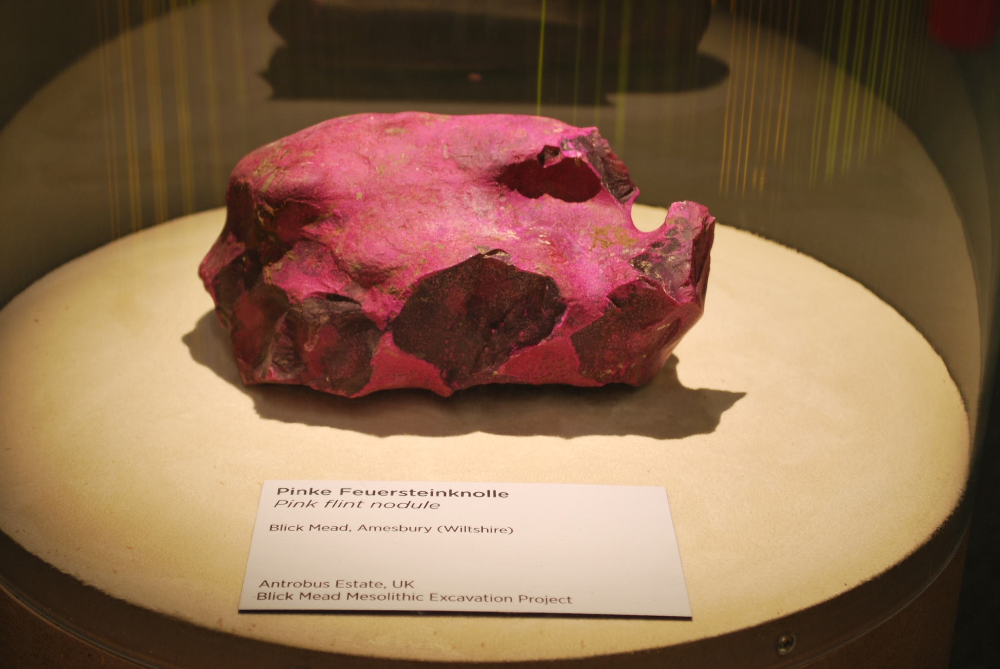 Pinke Feuersteinknolle
Pink flint nodule
Blick Mead, Amesbury (Wiltshire)
Antrobus Estate, UK
Blick Mead Mesolithic Excavation Project